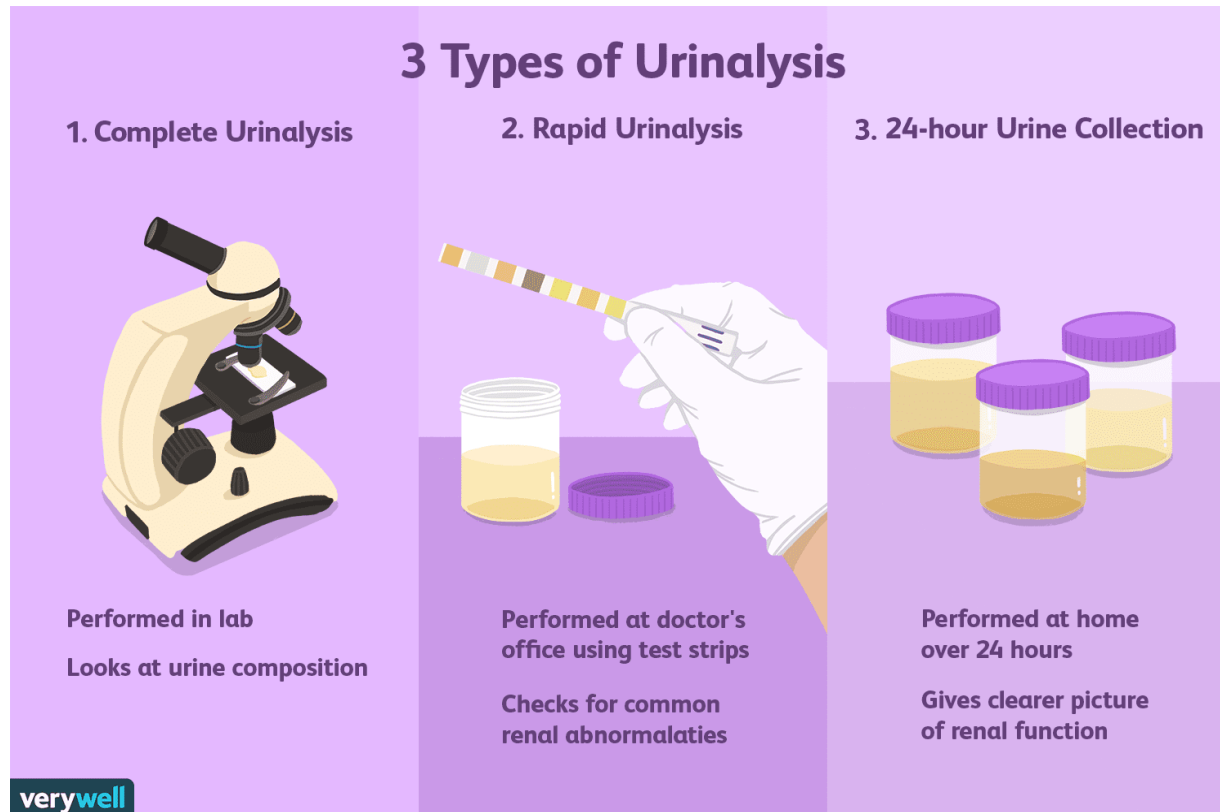 3 Types of Urinalysis
1. Complete Urinalysis
Performed in lab
Looks at urine composition
2. Rapid Urinalysis
Performed at doctor's
office using test strips
Checks for common
renal abnormalaties
3. 24-hour Urine Collection
Performed at home
over 24 hours
Gives clearer picture
of renal function
verywell